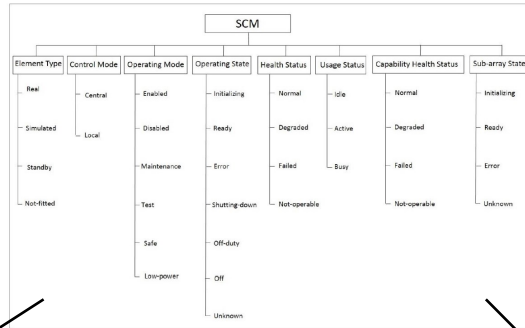 SCM
Element Type
Real
Simulated
Standby
Not-fitted
Control Mode
Central
Local
Operating Mode
Enabled
Disabled
Maintenance
Test
Safe
Low-power
Operating State
Initializing
Ready
Error
Shutting-down
Off-duty
Off
Unknown
Health Status
Normal
Degraded
Failed
Not-operable
Usage Status
Idle
Active
Busy
Capability Health Status
Normal
Degraded
Failed
Not-operable
Sub-array State
Initializing
Ready
Error
Unknown